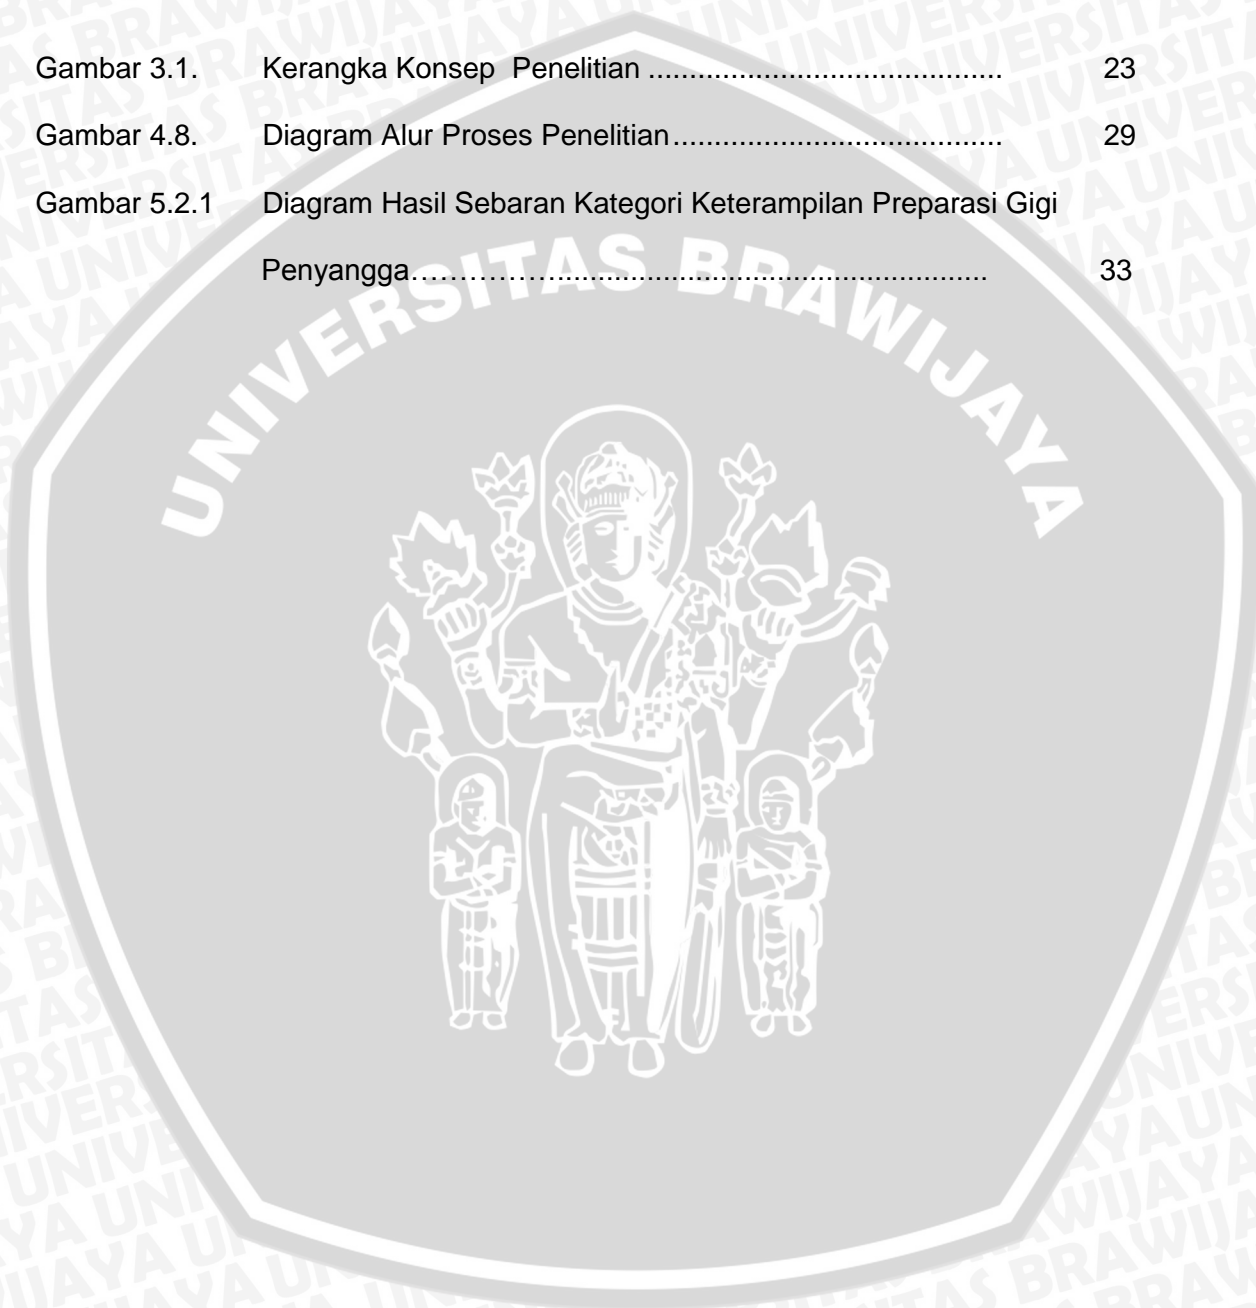 Gambar 3.1. Kerangka Konsep Penelitian ........................................... 23
Gambar 4.8. Diagram Alur Proses Penelitian........................................ 29
Gambar 5.2.1 Diagram Hasil Sebaran Kategori Keterampilan Preparasi Gigi
Penyangga……………..................................................... 33
UNIVERSITAS BRAWIJAYA